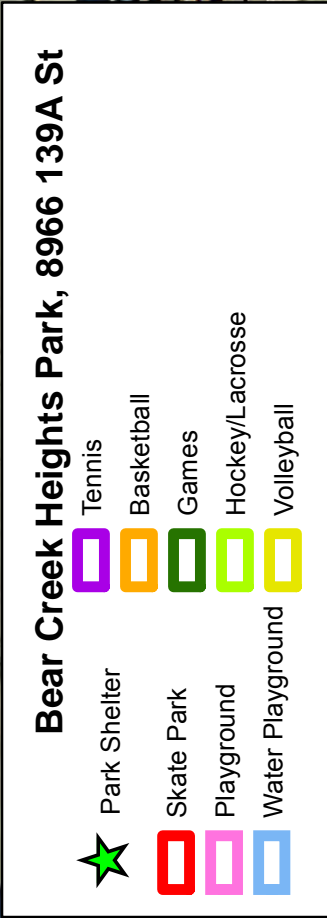 Bear Creek Heights Park, 8966 139A St
Park Shelter
Skate Park
Playground
Water Playground
Tennis
Basketball
Games
Hockey/Lacrosse
Volleyball